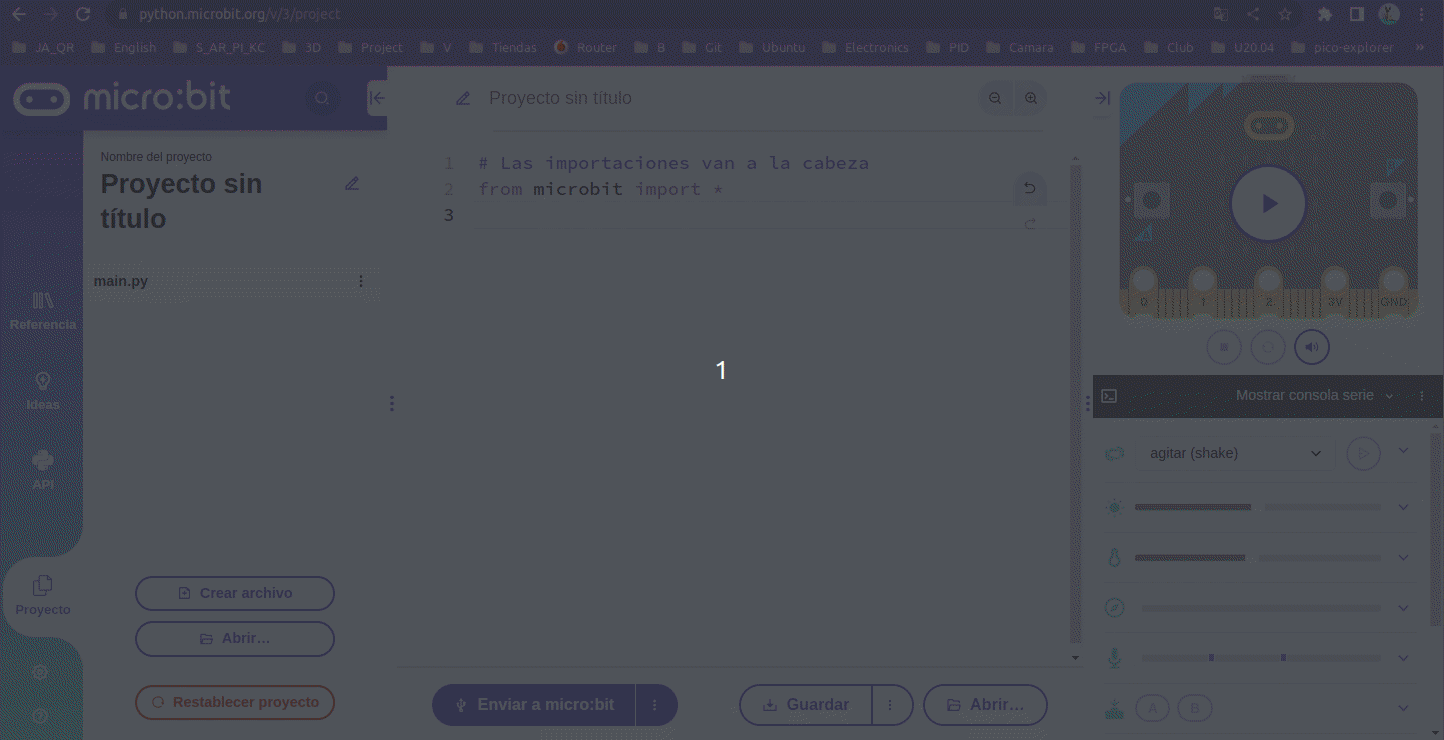 python.microbit.org/v/3/project
JA_QR English S_AR_PI_KC 3D Project V Tiendas Router B Git Ubuntu Electronics PID Camara FPGA Club U20.04 pico-explorer »
micro:bit
Proyecto sin título
Nombre del proyecto
Proyecto sin
título
main.py
Referencia
Ideas
API
Proyecto
Crear archivo
Abrir...
Restablecer proyecto
1 # Las importaciones van a la cabeza
2 from microbit import *
3
1
Enviar a micro:bit
Guardar
Abrir...
0 1 2 3V GND
Mostrar consola serie
agitar (shake)
A B